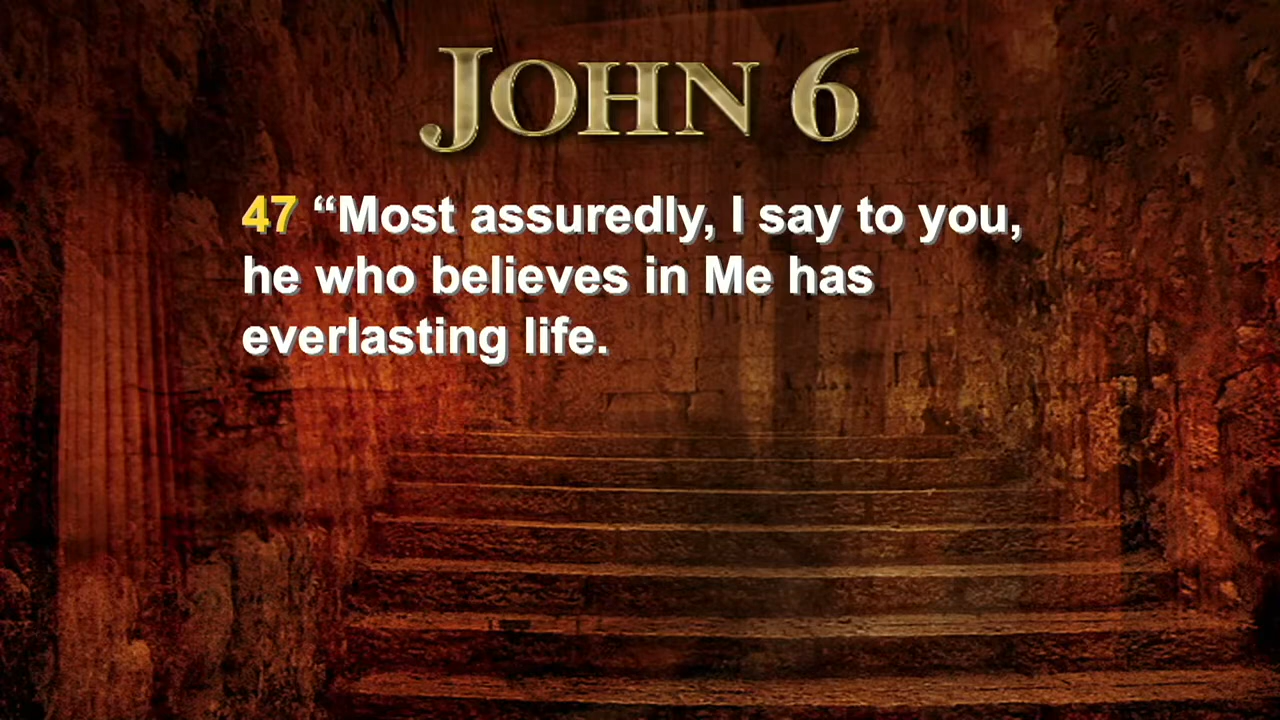 JOHN 6
47 “Most assuredly, I say to you,
he who believes in Me has
everlasting life.